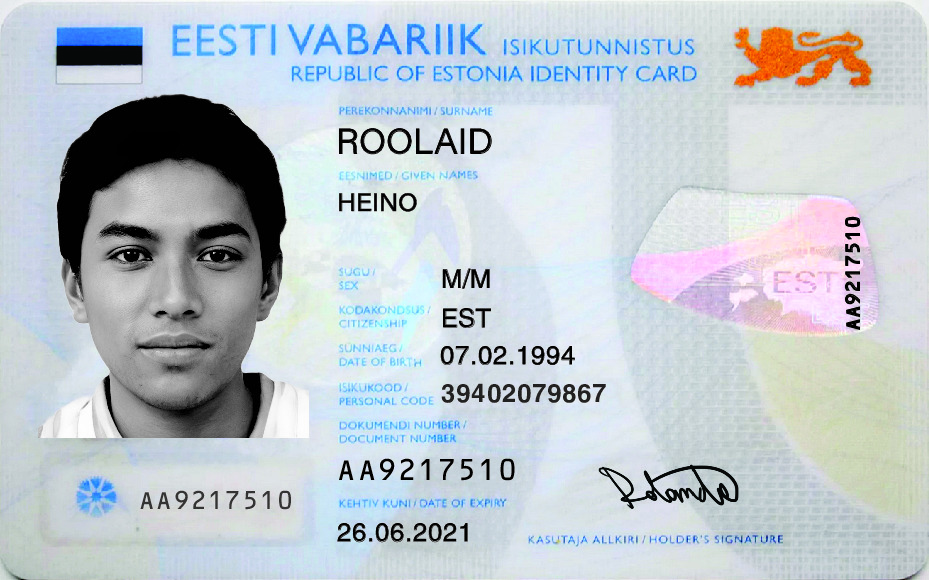 EESTI VABARIIK ISIKUTUNNISTUS
REPUBLIC OF ESTONIA IDENTITY CARD
PEREKONNANIMI / SURNAME
ROOLAID
EESNIMED / GIVEN NAMES
HEINO
SUGU /
SEX
M/M
KODAKONDSUS /
CITIZENSHIP
EST
SÜNNIAEG /
DATE OF BIRTH
07.02.1994
ISIKUKOOD /
PERSONAL CODE
39402079867
DOKUMENDI NUMBER /
DOCUMENT NUMBER
AA9217510
KEHTIV KUNI / DATE OF EXPIRY
26.06.2021
AA9217510
KASUTAJA ALLKIRI / HOLDER'S SIGNATURE
EST
AA9217510